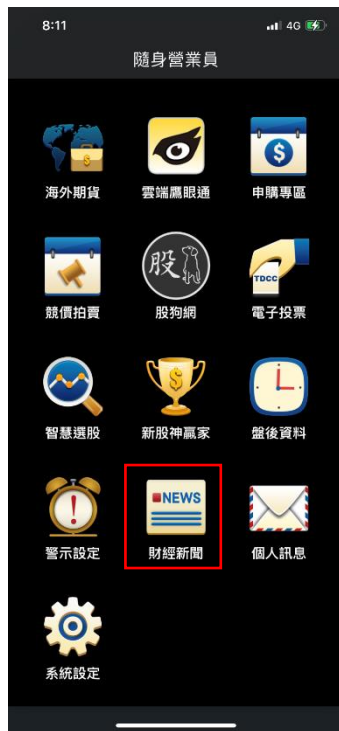 8:11
4G
隨身營業員
海外期貨
雲端鷹眼通
申購專區
股
TDCC
競價拍賣
股狗網
電子投票
智慧選股
新股神贏家
盤後資料
NEWS
警示設定
財經新聞
個人訊息
系統設定